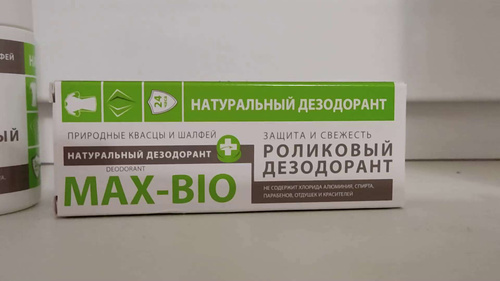 24
НАТУРАЛЬНЫЙ ДЕЗОДОРАНТ
ПРИРОДНЫЕ КВАСЦЫ И ШАЛФЕЙ
НАТУРАЛЬНЫЙ ДЕЗОДОРАНТ
DEODORANT
MAX-BIO
ЗАЩИТА И СВЕЖЕСТЬ
РОЛИКОВЫЙ
ДЕЗОДОРАНТ
НЕ СОДЕРЖИТ ХЛОРИДА АЛЮМИНИЯ, СПИРТА,
ПАРАБЕНОВ, ОТДУШЕК И КРАСИТЕЛЕЙ